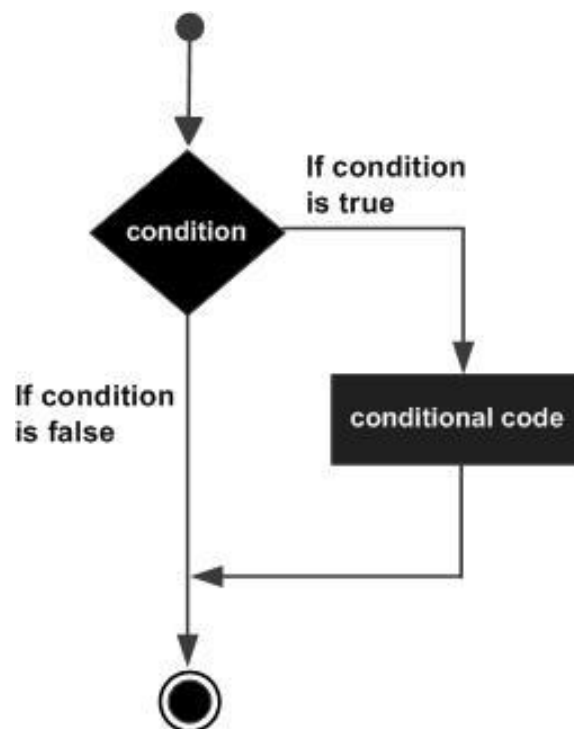 If condition
is true
condition
If condition
is false
conditional code